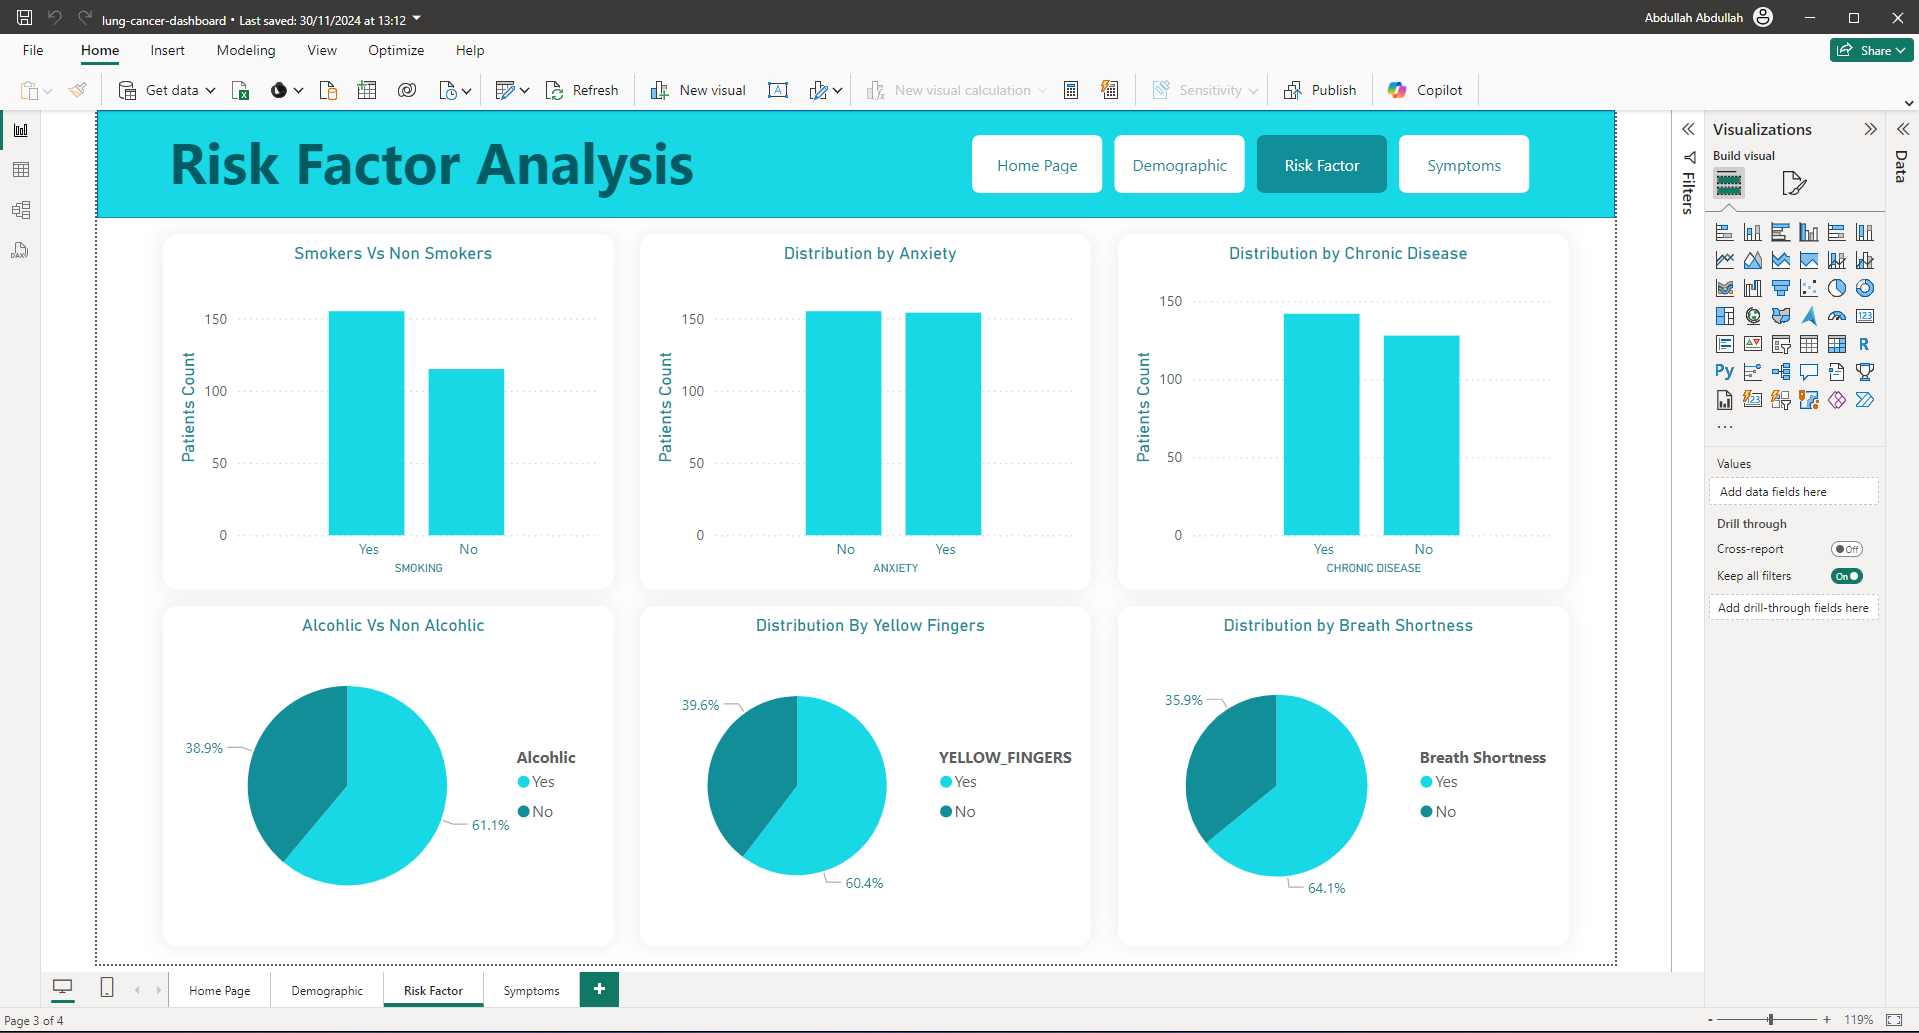 lung-cancer-dashboard • Last saved: 30/11/2024 at 13:12
Abdullah Abdullah
File Home Insert Modeling View Optimize Help
Share
Get data
Refresh
New visual
New visual calculation
Sensitivity
Publish
Copilot
Risk Factor Analysis
Home Page
Demographic
Risk Factor
Symptoms
Smokers Vs Non Smokers
Patients Count
150
100
50
0
Yes No
SMOKING
Distribution by Anxiety
Patients Count
150
100
50
0
No Yes
ANXIETY
Distribution by Chronic Disease
Patients Count
150
100
50
0
Yes No
CHRONIC DISEASE
Alcohlic Vs Non Alcohlic
38.9%
61.1%
Alcohlic
Yes
No
Distribution By Yellow Fingers
39.6%
60.4%
YELLOW_FINGERS
Yes
No
Distribution by Breath Shortness
35.9%
64.1%
Breath Shortness
Yes
No
Filters
Visualizations
Build visual
123
R
Py
123
...
Values
Add data fields here
Drill through
Cross-report
Off
Keep all filters
On
Add drill-through fields here
Data
DAX
Home Page
Demographic
Risk Factor
Symptoms
+
Page 3 of 4
- + 119%